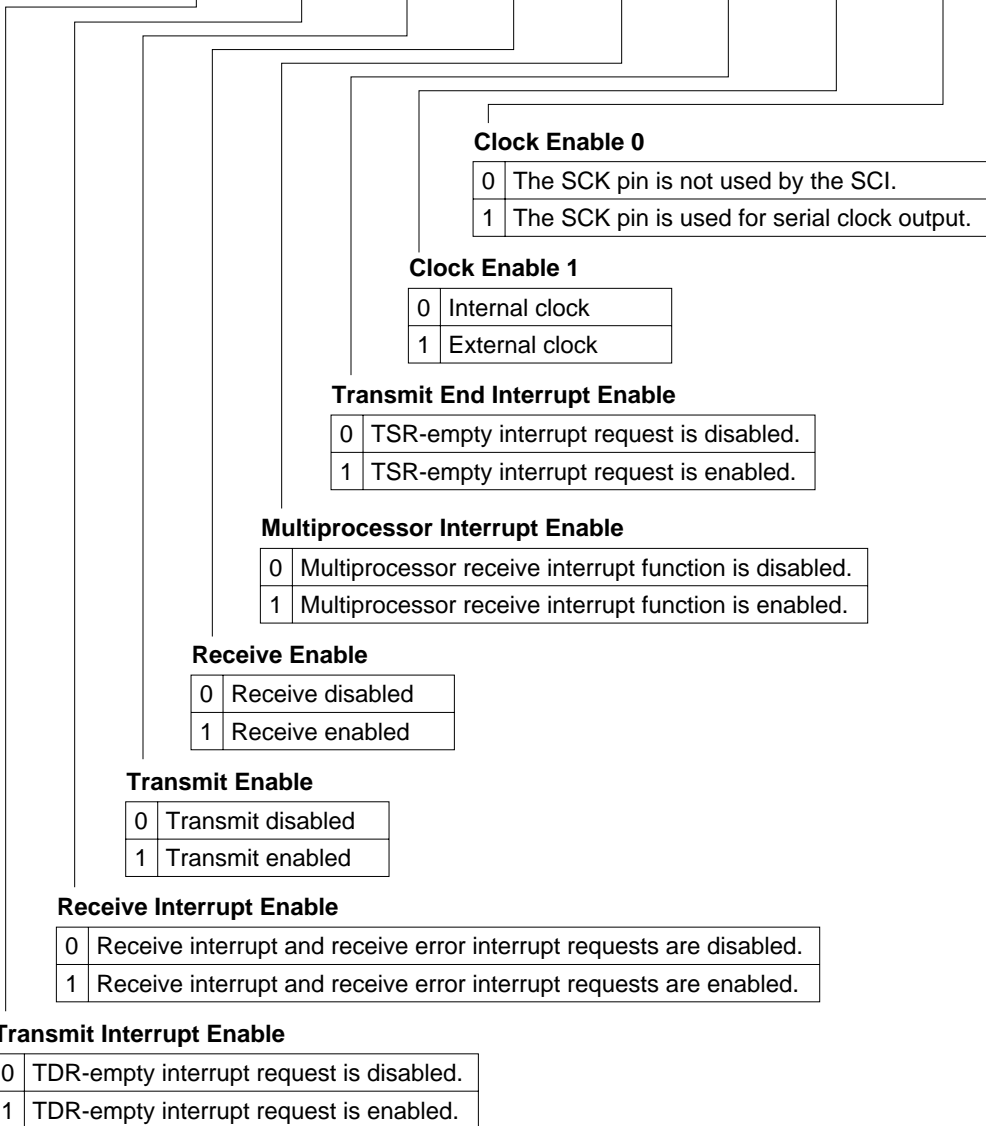 Clock Enable 0
0 The SCK pin is not used by the SCI.
1 The SCK pin is used for serial clock output.
Clock Enable 1
0 Internal clock
1 External clock
Transmit End Interrupt Enable
0 TSR-empty interrupt request is disabled.
1 TSR-empty interrupt request is enabled.
Multiprocessor Interrupt Enable
0 Multiprocessor receive interrupt function is disabled.
1 Multiprocessor receive interrupt function is enabled.
Receive Enable
0 Receive disabled
1 Receive enabled
Transmit Enable
0 Transmit disabled
1 Transmit enabled
Receive Interrupt Enable
0 Receive interrupt and receive error interrupt requests are disabled.
1 Receive interrupt and receive error interrupt requests are enabled.
Transmit Interrupt Enable
0 TDR-empty interrupt request is disabled.
1 TDR-empty interrupt request is enabled.